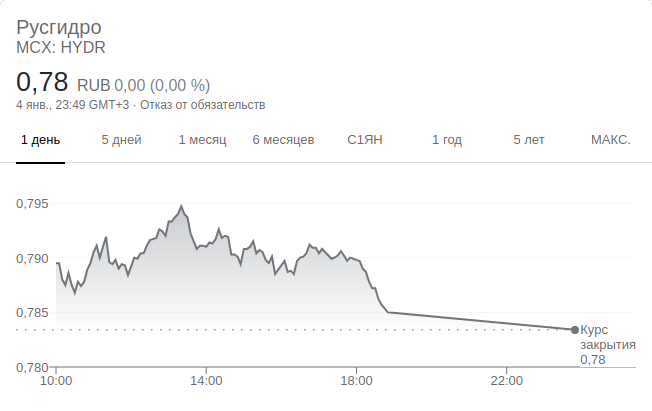 Русгидро
MCX: HYDR
0,78 RUB 0,00 (0,00 %)
4 янв., 23:49 GMT+3 · Отказ от обязательств
1 день 5 дней 1 месяц 6 месяцев С1ЯН 1 год 5 лет МАКС.
0,795
0,790
0,785
Курс
закрытия
0,78
0,780
10:00 14:00 18:00 22:00